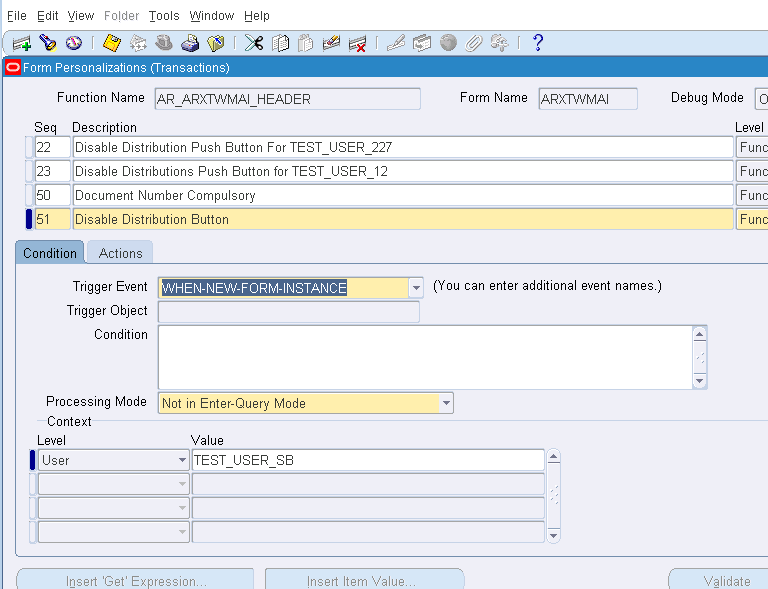 File Edit View Folder Tools Window Help
Form Personalizations (Transactions)
Function Name AR_ARXTWMAI_HEADER Form Name ARXTWMAI Debug Mode O
Seq Description Level
22 Disable Distribution Push Button For TEST_USER_227 Func
23 Disable Distributions Push Button for TEST_USER_12 Func
50 Document Number Compulsory Func
51 Disable Distribution Button Func
Condition Actions
Trigger Event WHEN-NEW-FORM-INSTANCE (You can enter additional event names.)
Trigger Object
Condition
Processing Mode Not in Enter-Query Mode
Context
Level Value
User TEST_USER_SB
Insert 'Get' Expression... Insert Item Value... Validate